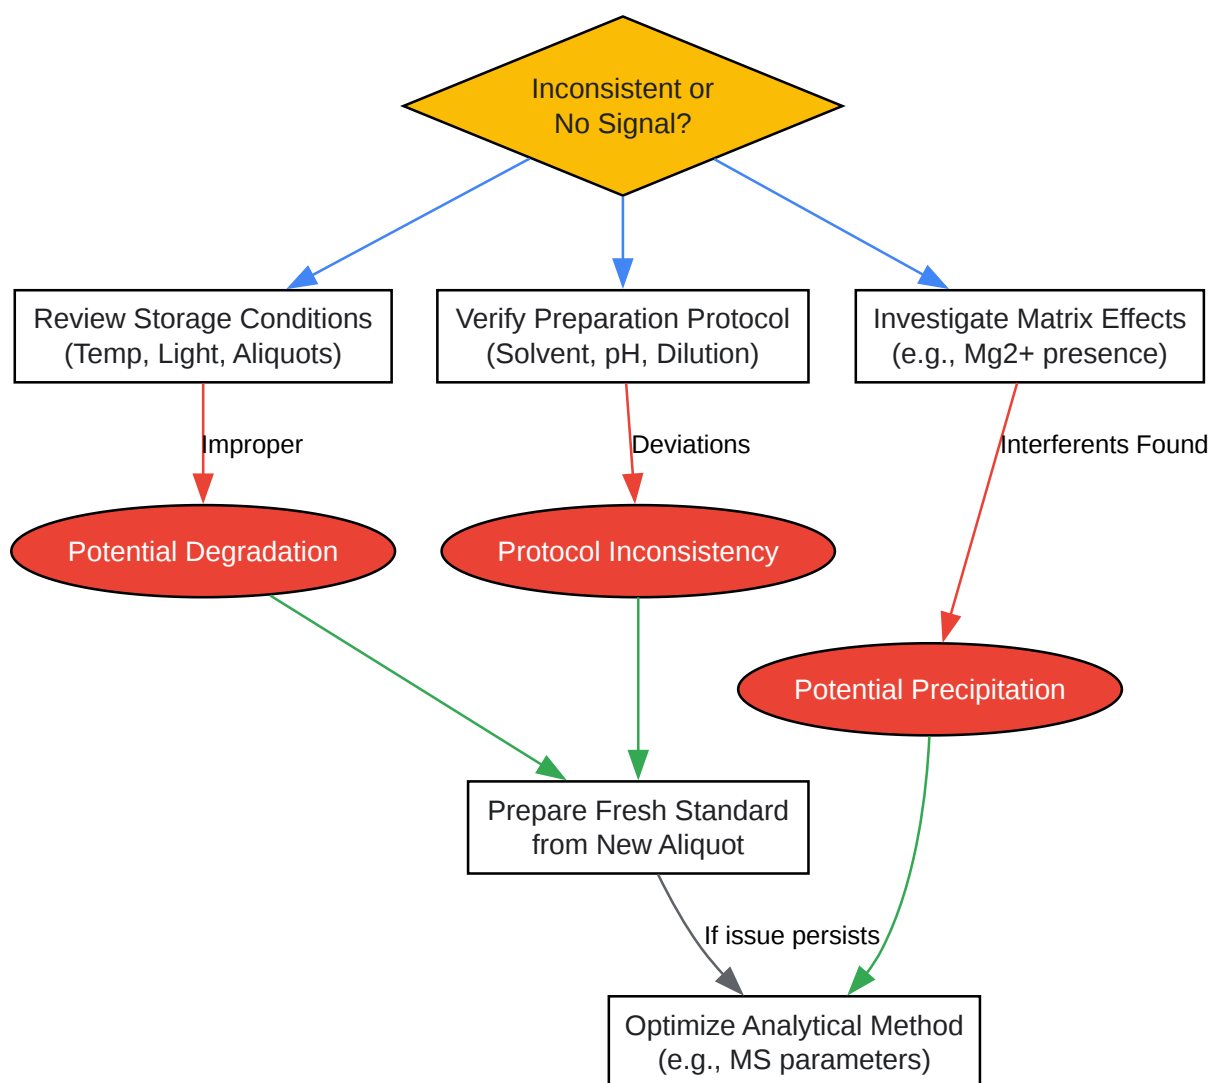 Inconsistent or
No Signal?
Review Storage Conditions
(Temp, Light, Aliquots)
Verify Preparation Protocol
(Solvent, pH, Dilution)
Investigate Matrix Effects
(e.g., Mg2+ presence)
Improper
Deviations
Interferents Found
Potential Degradation
Protocol Inconsistency
Potential Precipitation
Prepare Fresh Standard
from New Aliquot
If issue persists
Optimize Analytical Method
(e.g., MS parameters)